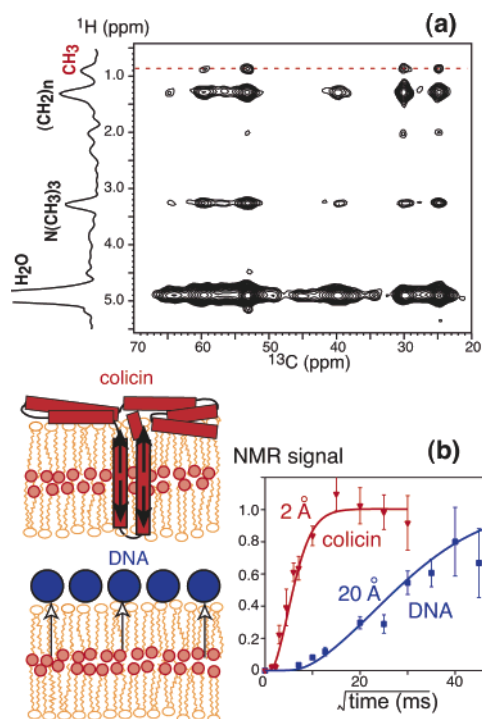 ¹H (ppm)
(a)
CH3
(CH2)n
N(CH3)3
H2O
1.0
2.0
3.0
4.0
5.0
70 60 50 40 30 20
¹³C (ppm)
colicin
DNA
NMR signal
(b)
1.0
0.8
0.6
0.4
0.2
0
2 Å
colicin
20 Å
DNA
0 10 20 30 40
√time (ms)